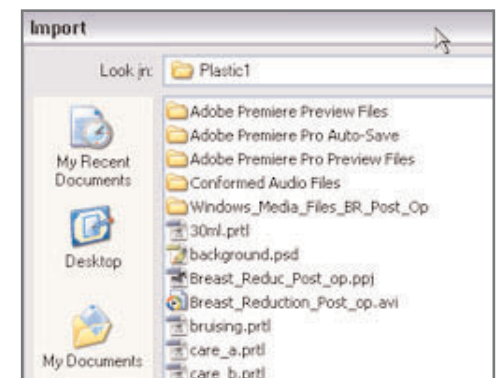 Import
Look in: Plastic1
My Recent
Documents
Desktop
My Documents
Adobe Premiere Preview Files
Adobe Premiere Pro Auto-Save
Adobe Premiere Pro Preview Files
Conformed Audio Files
Windows_Media_Files_BR_Post_Op
30ml.prtl
background.psd
Breast_Reduc_Post_op.ppj
Breast_Reduction_Post_op.avi
bruising.prtl
care_a.prtl
care_b.prtl